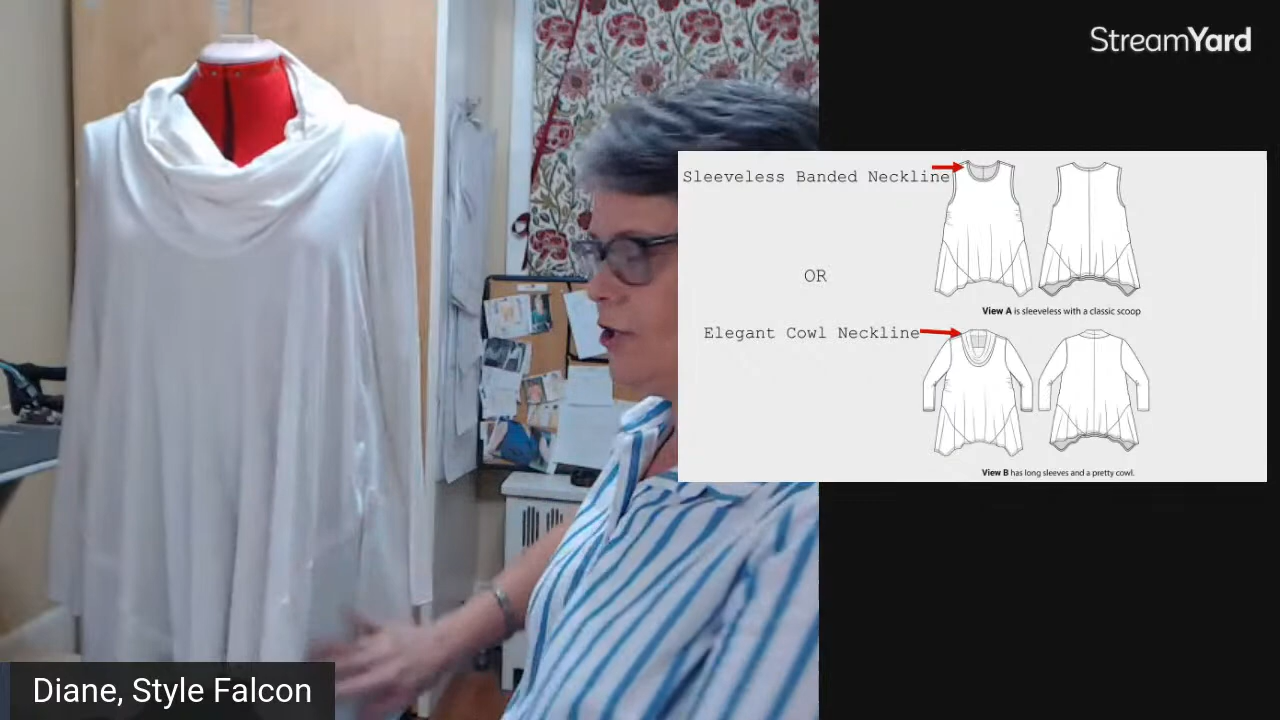 StreamYard
Sleeveless Banded Neckline
OR
View A is sleeveless with a classic scoop
Elegant Cowl Neckline
View B has long sleeves and a pretty cowl.
Diane, Style Falcon